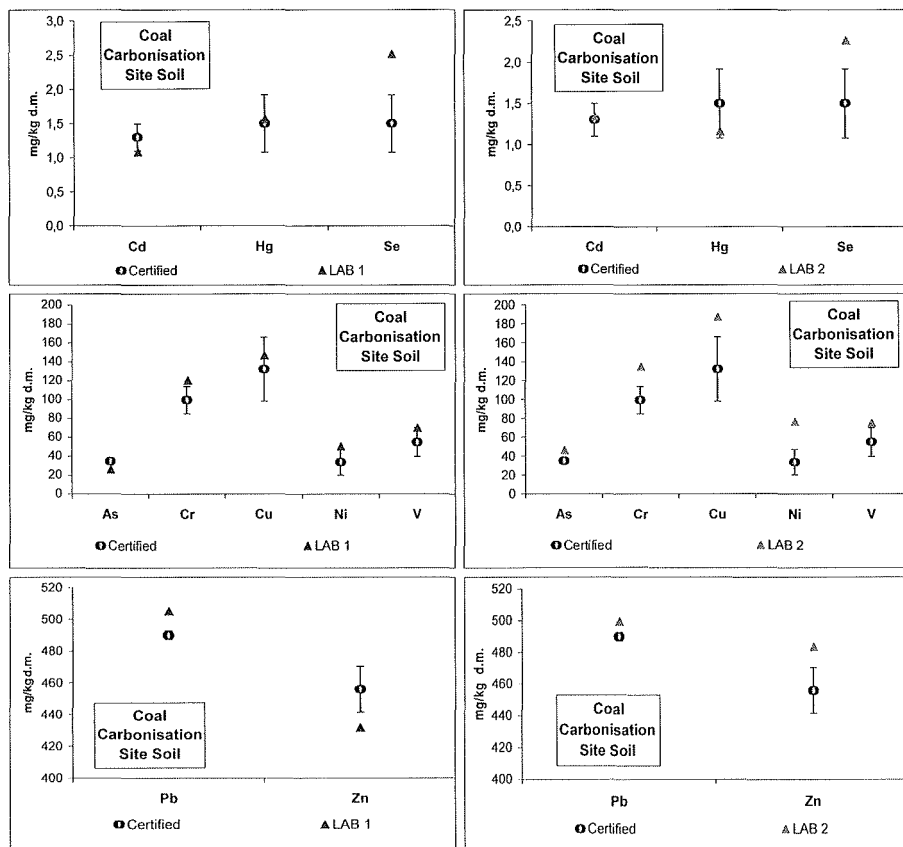 3,0
2,5
2,0
1,5
1,0
0,5
0,0
mg/kg d.m.
Coal
Carbonisation
Site Soil
Cd Hg Se
Certified LAB 1
2,5
2,0
1,5
1,0
0,5
0,0
mg/kg d.m.
Coal
Carbonisation
Site Soil
Cd Hg Se
Certified LAB 2
200
180
160
140
120
100
80
60
40
20
0
mg/kg d.m.
Coal
Carbonisation
Site Soil
As Cr Cu Ni V
Certified LAB 1
200
180
160
140
120
100
80
60
40
20
0
mg/kg d.m.
Coal
Carbonisation
Site Soil
As Cr Cu Ni V
Certified LAB 2
520
500
480
460
440
420
400
mg/kgd.m.
Coal
Carbonisation
Site Soil
Pb Zn
Certified LAB 1
520
500
480
460
440
420
400
mg/kg d.m.
Coal
Carbonisation
Site Soil
Pb Zn
Certified LAB 2